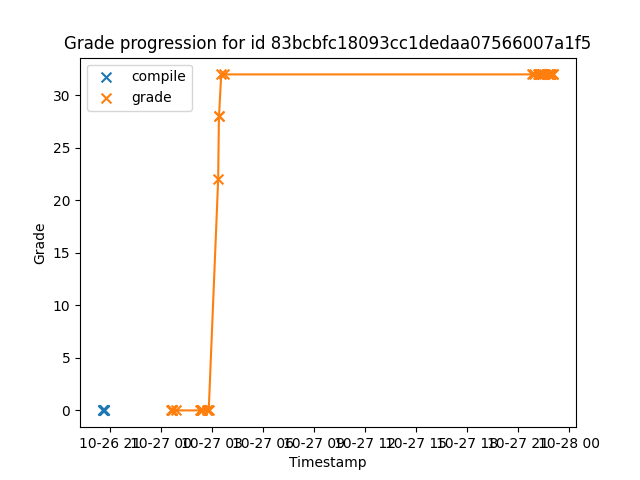 Grade progression for id 83bcbfc18093cc1dedaa07566007a1f5
compile
grade
30
25
20
15
10
5
0
Grade
10-26 21 10-27 00 10-27 03 10-27 06 10-27 09 10-27 12 10-27 15 10-27 18 10-27 21 10-28 00
Timestamp